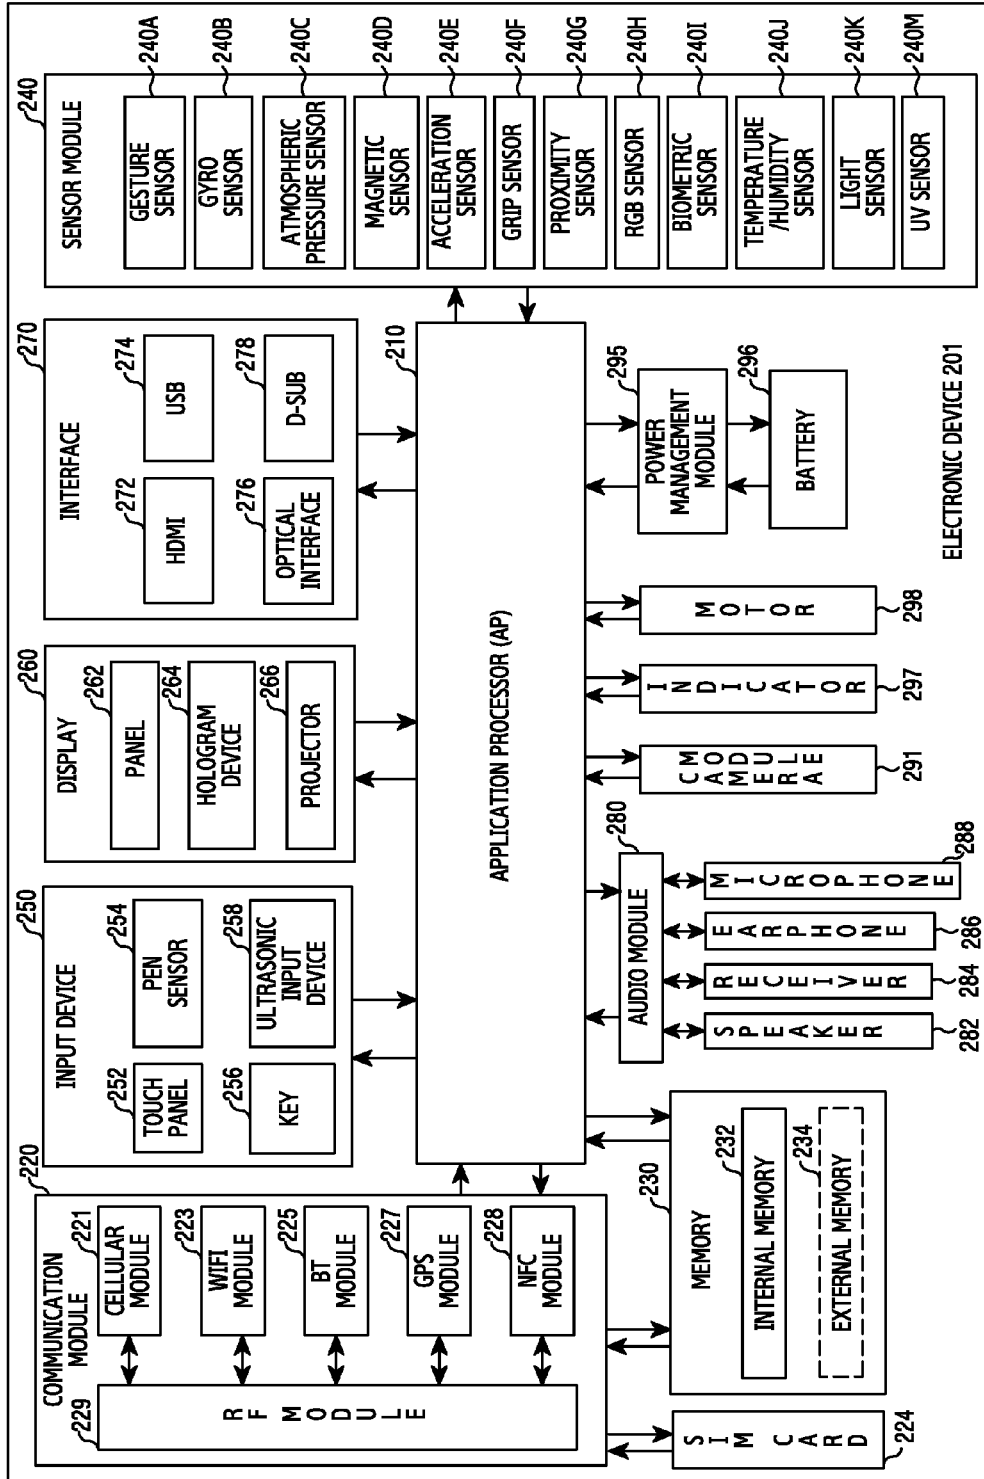 COMMUNICATION
MODULE
220
229
RF MODULE
221
CELLULAR
MODULE
223
WIFI
MODULE
225
BT
MODULE
227
GPS
MODULE
228
NFC
MODULE
SIM CARD
224
INPUT DEVICE
250
252
TOUCH
PANEL
254
PEN
SENSOR
256
KEY
258
ULTRASONIC
INPUT
DEVICE
DISPLAY
260
262
PANEL
264
HOLOGRAM
DEVICE
266
PROJECTOR
INTERFACE
270
272
HDMI
274
USB
276
OPTICAL
INTERFACE
278
D-SUB
SENSOR MODULE
240
GESTURE
SENSOR
240A
GYRO
SENSOR
240B
ATMOSPHERIC
PRESSURE SENSOR
240C
MAGNETIC
SENSOR
240D
ACCELERATION
SENSOR
240E
GRIP SENSOR
240F
PROXIMITY
SENSOR
240G
RGB SENSOR
240H
BIOMETRIC
SENSOR
240I
TEMPERATURE
/HUMIDITY
SENSOR
240J
LIGHT
SENSOR
240K
UV SENSOR
240M
APPLICATION PROCESSOR (AP)
210
230
MEMORY
232
INTERNAL MEMORY
234
EXTERNAL MEMORY
280
AUDIO MODULE
SPEAKER
282
RECEIVER
284
EARPHONE
286
MICROPHONE
288
CAMERA
MODULE
291
INDICATOR
297
MOTOR
298
295
POWER
MANAGEMENT
MODULE
296
BATTERY
ELECTRONIC DEVICE 201